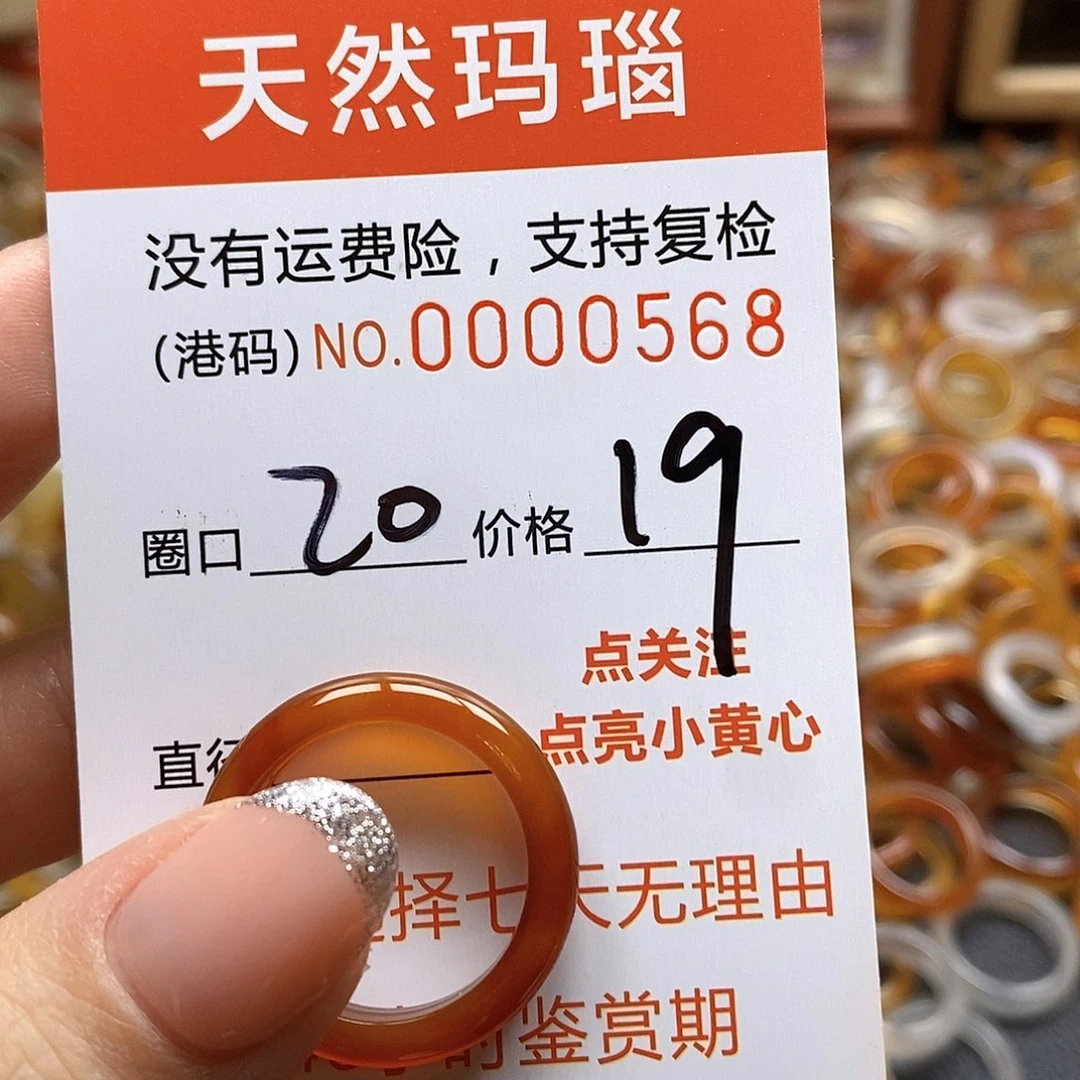 天然玛瑙
没有运费险，支持复检
(港码) NO.0000568
圈口 20 价格 19
点关注
直径 点亮小黄心
择七天无理由
时鉴赏期